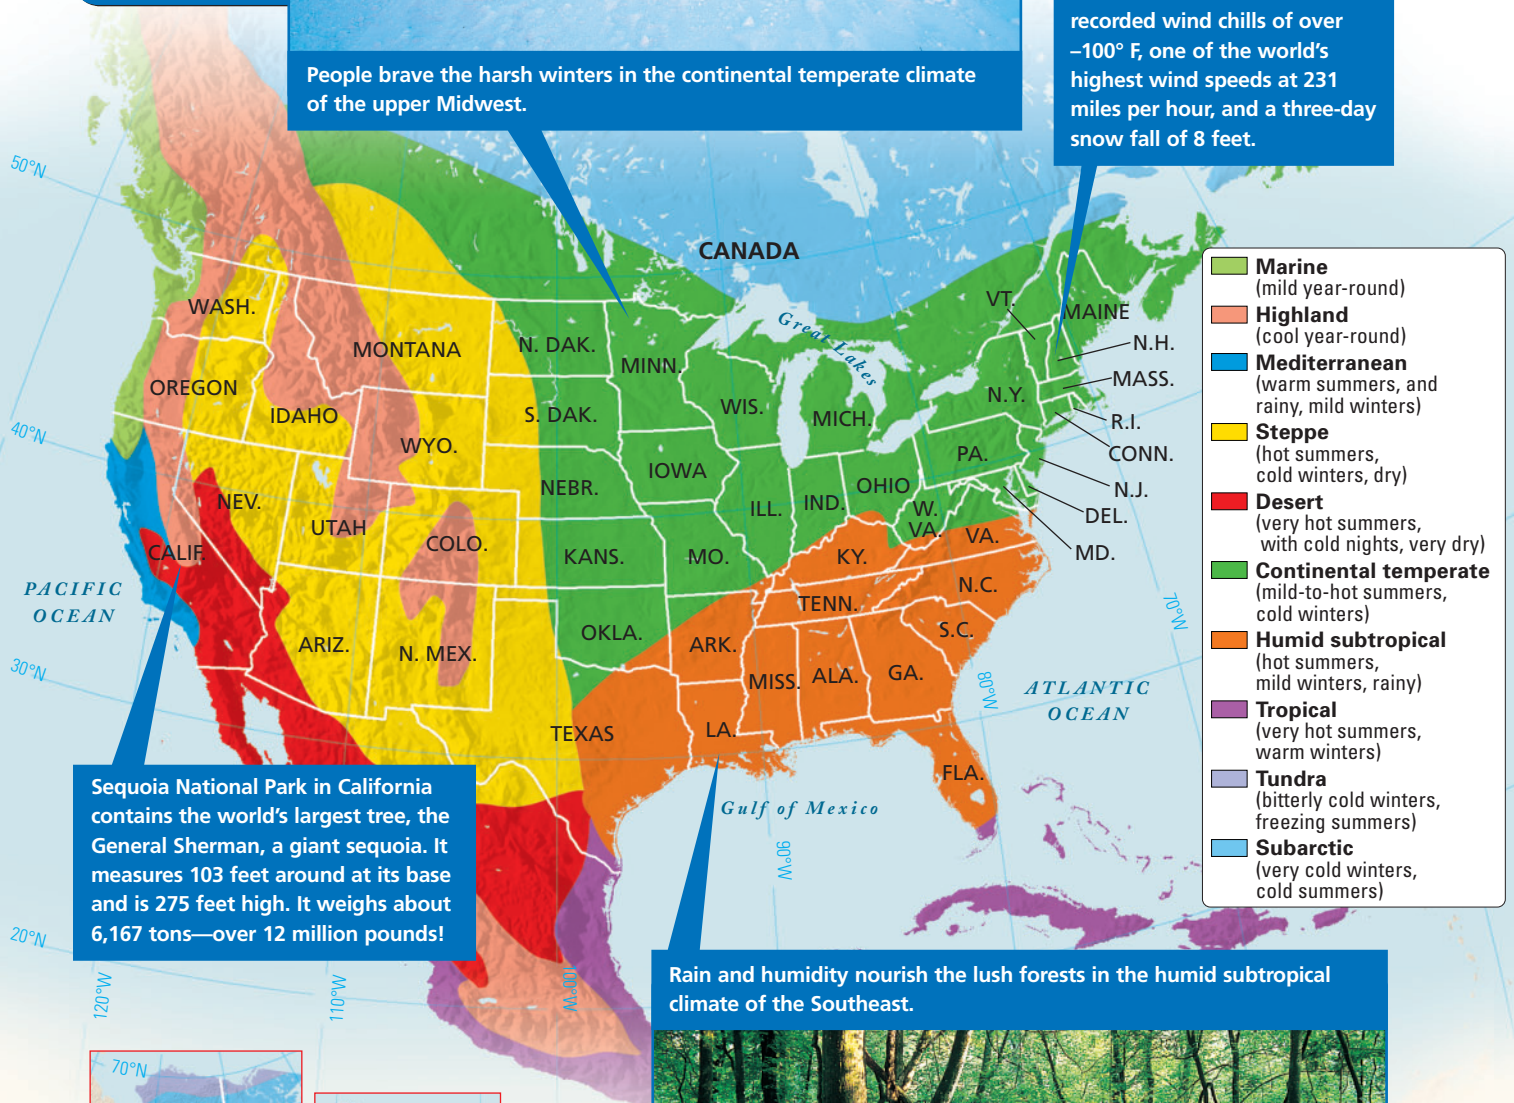 People brave the harsh winters in the continental temperate climate
of the upper Midwest.
recorded wind chills of over
–100° F, one of the world's
highest wind speeds at 231
miles per hour, and a three-day
snow fall of 8 feet.
50°N
40°N
30°N
20°N
CANADA
Great Lakes
WASH.
OREGON
IDAHO
MONTANA
WYO.
N. DAK.
S. DAK.
MINN.
WIS.
MICH.
VT.
MAINE
N.H.
MASS.
N.Y.
R.I.
CONN.
PA.
N.J.
DEL.
MD.
NEV.
UTAH
CALIF.
COLO.
NEBR.
IOWA
ILL.
IND.
OHIO
W.
VA.
VA.
KANS.
MO.
KY.
N.C.
TENN.
S.C.
ARIZ.
N. MEX.
OKLA.
ARK.
MISS.
ALA.
GA.
TEXAS
LA.
FLA.
PACIFIC
OCEAN
ATLANTIC
OCEAN
Gulf of Mexico
70°W
80°W
90°W
100°W
110°W
120°W
Marine
(mild year-round)
Highland
(cool year-round)
Mediterranean
(warm summers, and
rainy, mild winters)
Steppe
(hot summers,
cold winters, dry)
Desert
(very hot summers,
with cold nights, very dry)
Continental temperate
(mild-to-hot summers,
cold winters)
Humid subtropical
(hot summers,
mild winters, rainy)
Tropical
(very hot summers,
warm winters)
Tundra
(bitterly cold winters,
freezing summers)
Subarctic
(very cold winters,
cold summers)
Sequoia National Park in California
contains the world's largest tree, the
General Sherman, a giant sequoia. It
measures 103 feet around at its base
and is 275 feet high. It weighs about
6,167 tons—over 12 million pounds!
Rain and humidity nourish the lush forests in the humid subtropical
climate of the Southeast.
70°N